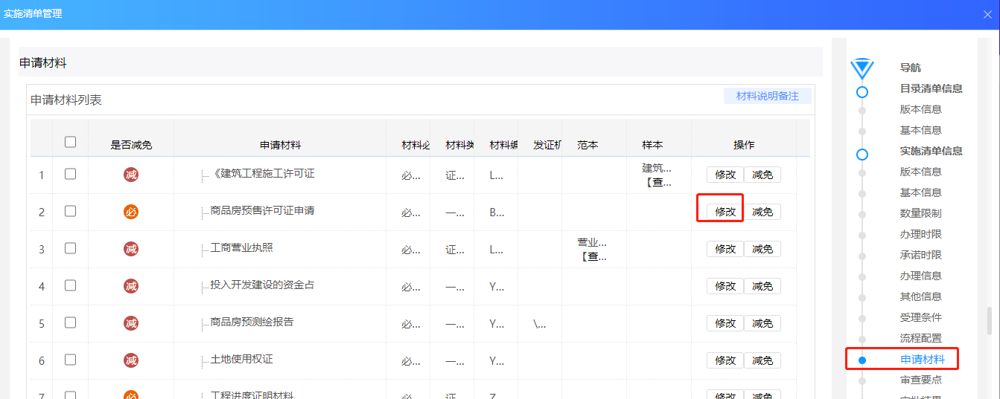 实施清单管理
申请材料
申请材料列表
材料说明备注
是否减免 申请材料 材料必 材料类 材料编 发证机 范本 样本 操作
1 减 《建筑工程施工许可证 必... 证... L... 建筑...
【查...
修改 减免
2 必 商品房预售许可证申请 必... 一... B... 修改 减免
3 减 工商营业执照 必... 证... L... 营业...
【查...
修改 减免
4 减 投入开发建设的资金占 必... 一... Y... 修改 减免
5 减 商品房预测绘报告 必... 一... Y... \... 修改 减免
6 减 土地使用权证 必... 一... Y... 修改 减免
7 必 工程进度证明材料 必... 证... Z... 修改 减免
导航
目录清单信息
版本信息
基本信息
实施清单信息
版本信息
基本信息
数量限制
办理时限
承诺时限
办理信息
其他信息
受理条件
流程配置
申请材料
审查要点
审批结果